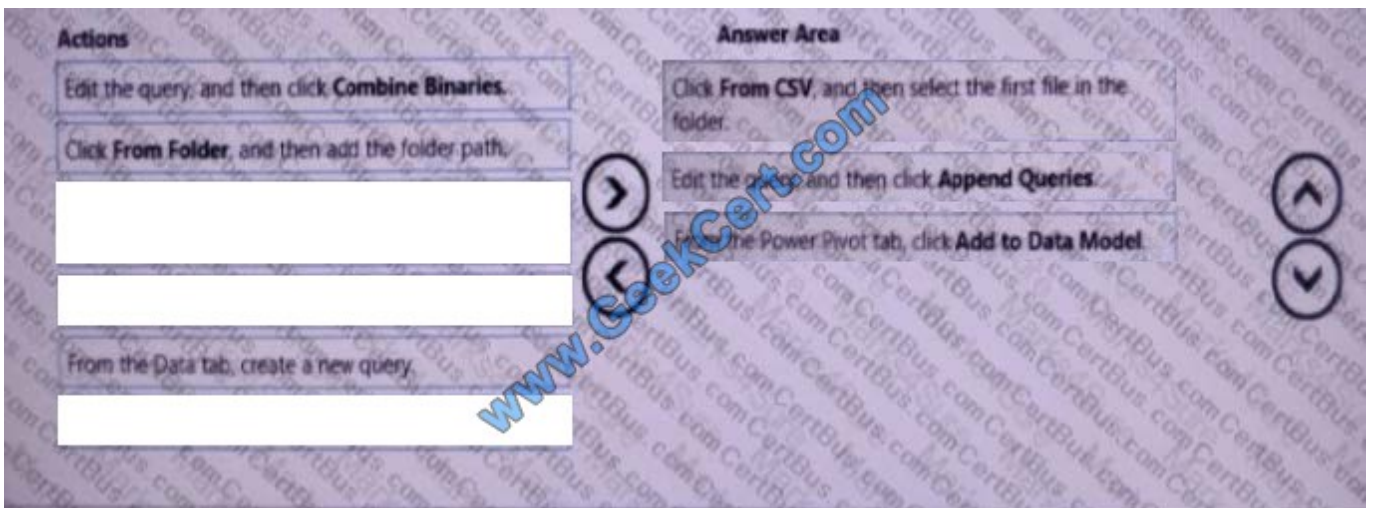 Actions
Edit the query, and then click Combine Binaries.
Click From Folder, and then add the folder path.
From the Data tab, create a new query.
Answer Area
Click From CSV, and then select the first file in the
folder.
Edit the and then click Append Queries.
the Power Pivot tab, click Add to Data Model.
www.GeekCert.com